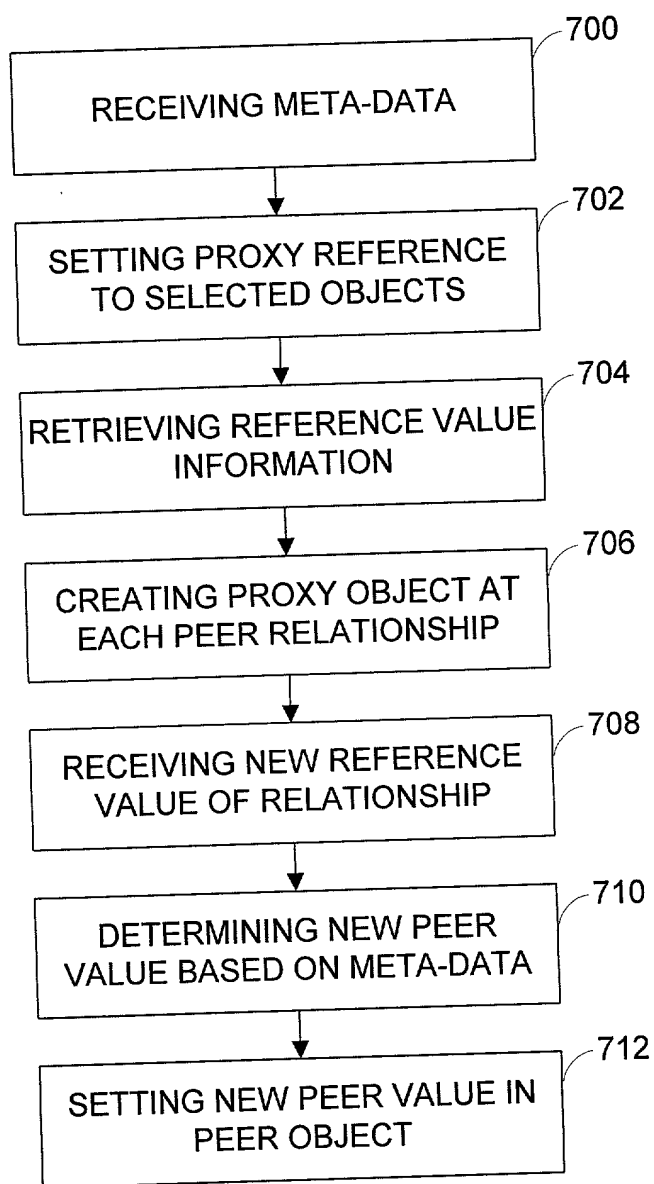 700
RECEIVING META-DATA
702
SETTING PROXY REFERENCE
TO SELECTED OBJECTS
704
RETRIEVING REFERENCE VALUE
INFORMATION
706
CREATING PROXY OBJECT AT
EACH PEER RELATIONSHIP
708
RECEIVING NEW REFERENCE
VALUE OF RELATIONSHIP
710
DETERMINING NEW PEER
VALUE BASED ON META-DATA
712
SETTING NEW PEER VALUE IN
PEER OBJECT